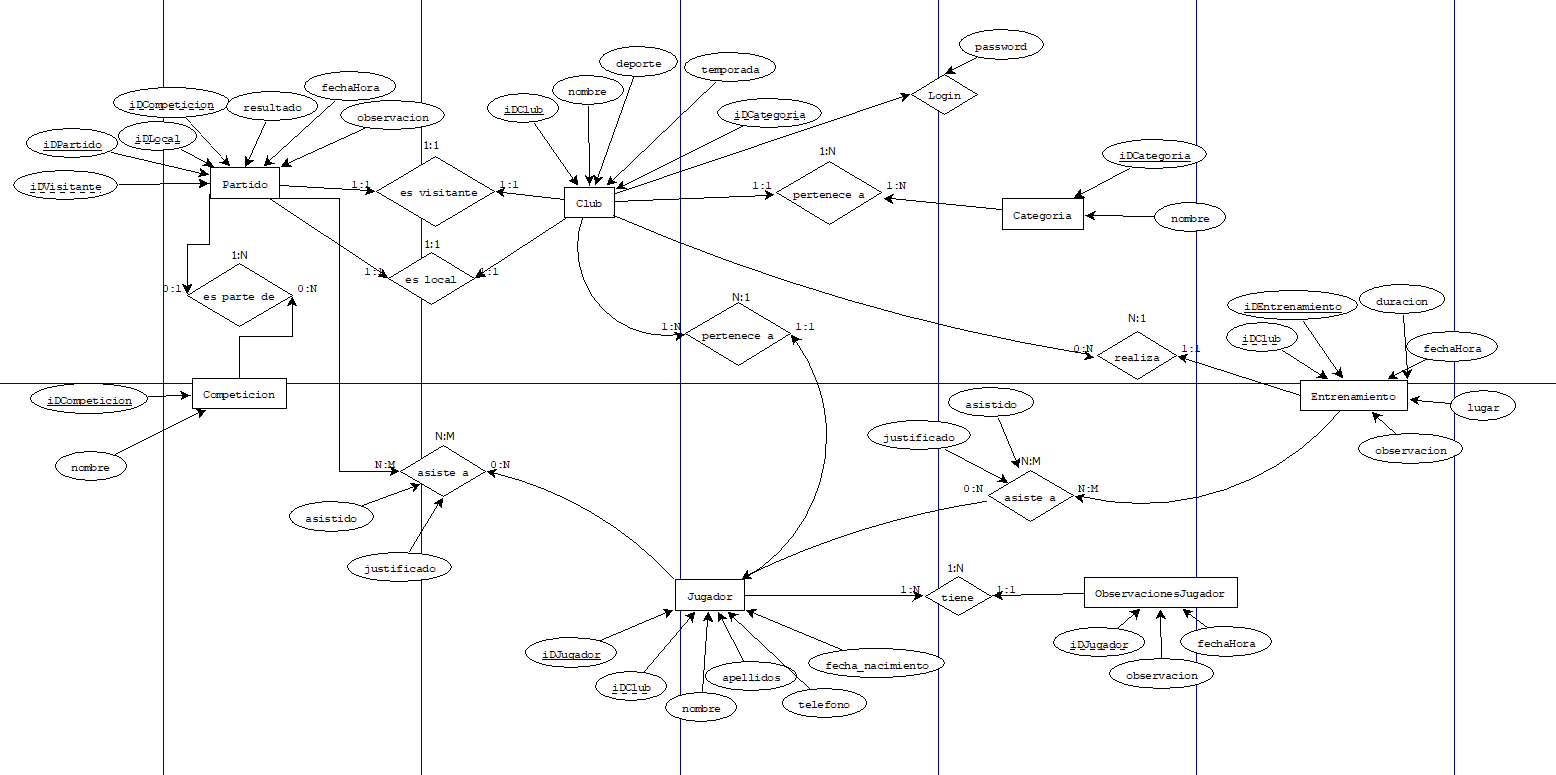 password
deporte
temporada
nombre
fechaHora
iDCompeticion
resultado
iDClub
iDCategoria
observacion
Login
iDPartido
iDLocal
iDVisitante
Partido
1:1
1:1
es visitante
1:1
Club
1:1
1:N
pertenece a
1:N
iDCategoria
Categoria
nombre
1:1
1:1
es local
1:1
1:N
0:1
es parte de
0:N
N:1
1:N
pertenece a
1:1
N:1
0:N
realiza
1:1
iDEntrenamiento
duracion
iDClub
fechaHora
Entrenamiento
lugar
observacion
iDCompeticion
Competicion
nombre
asistido
justificado
N:M
N:M
asiste a
0:N
N:M
0:N
asiste a
N:M
asistido
justificado
Jugador
1:N
1:N
tiene
1:1
ObservacionesJugador
iDJugador
fechaHora
observacion
iDJugador
iDClub
nombre
apellidos
telefono
fecha_nacimiento